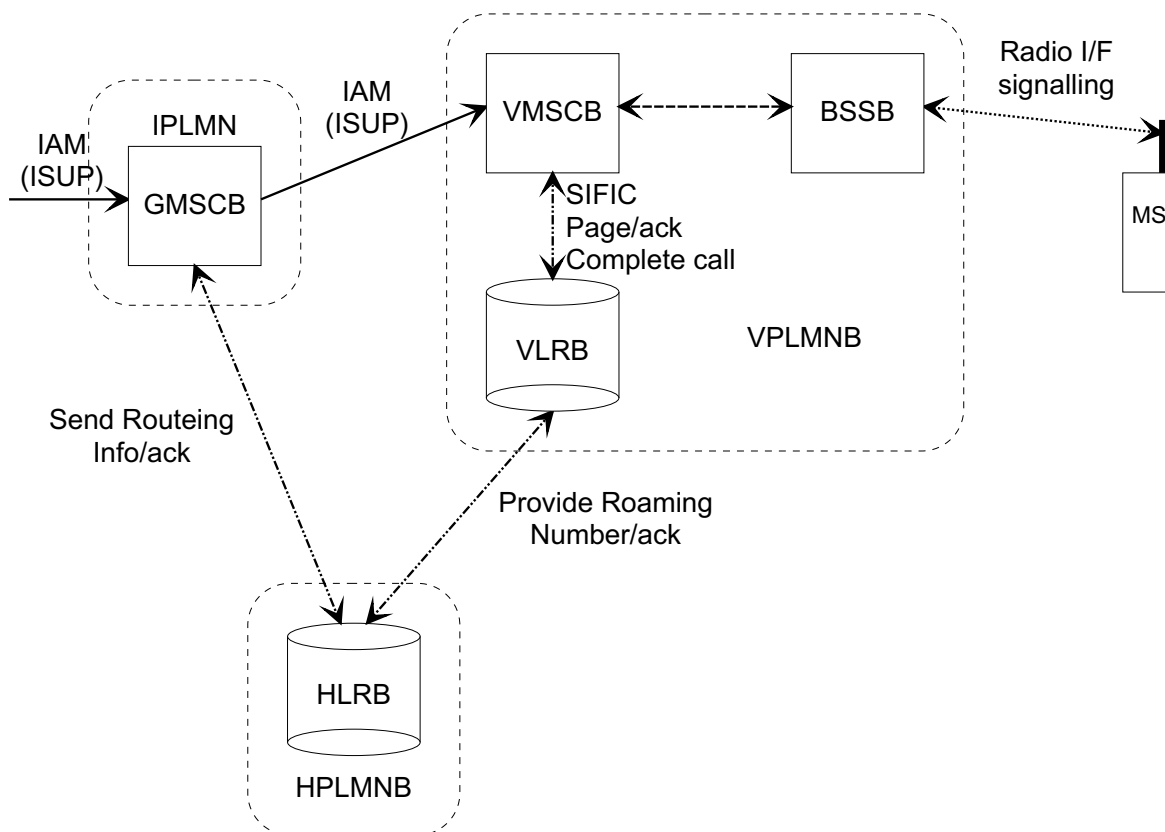 Radio I/F
signalling
IAM
(ISUP)
VMSCB
BSSB
IPLMN
IAM
(ISUP)
GMSCB
SIFIC
Page/ack
Complete call
MS
VLRB
VPLMNB
Send Routeing
Info/ack
Provide Roaming
Number/ack
HLRB
HPLMNB